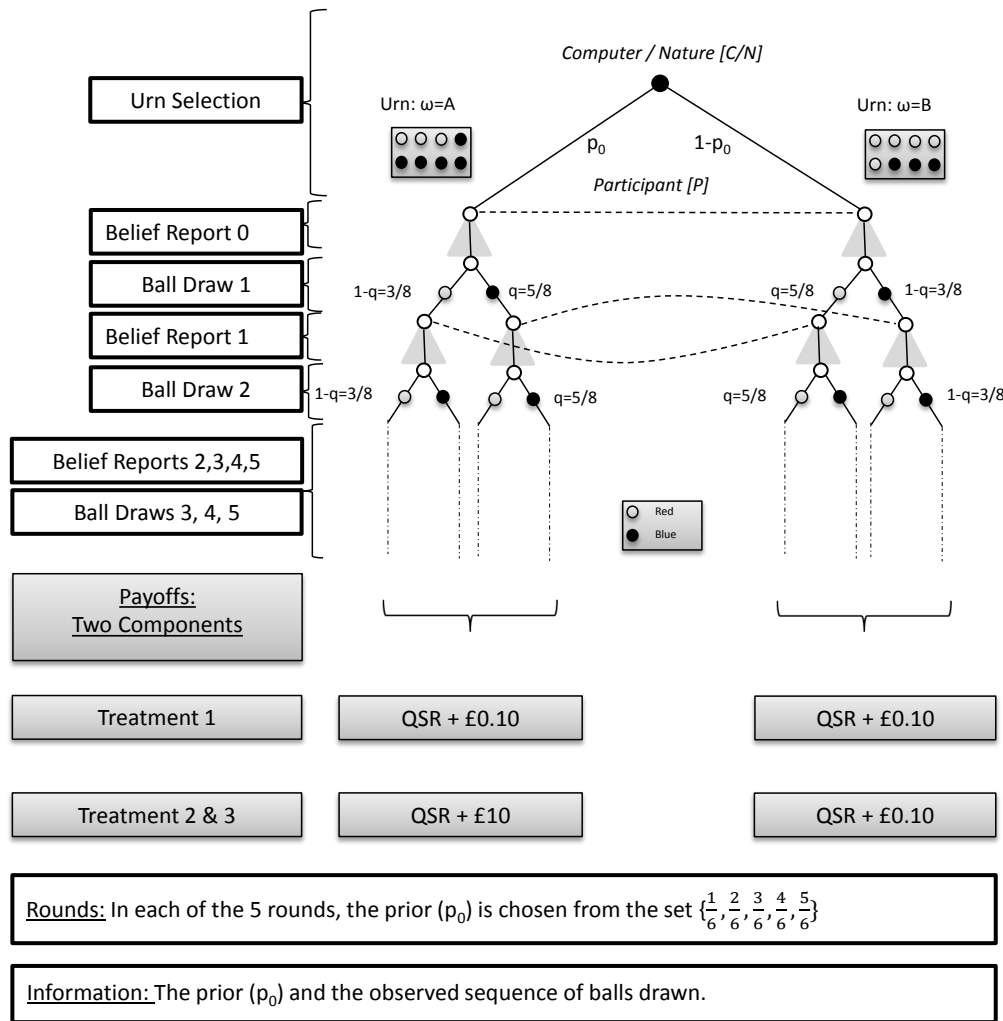 Computer / Nature [C/N]
Urn Selection
Urn: ω=A
Urn: ω=B
p₀
1-p₀
Participant [P]
Belief Report 0
Ball Draw 1
1-q=3/8
q=5/8
q=5/8
1-q=3/8
Belief Report 1
Ball Draw 2
1-q=3/8
q=5/8
q=5/8
1-q=3/8
Belief Reports 2,3,4,5
Ball Draws 3, 4, 5
Red
Blue
Payoffs:
Two Components
Treatment 1
QSR + £0.10
QSR + £0.10
Treatment 2 & 3
QSR + £10
QSR + £0.10
Rounds: In each of the 5 rounds, the prior (p₀) is chosen from the set {1/6, 2/6, 3/6, 4/6, 5/6}
Information: The prior (p₀) and the observed sequence of balls drawn.